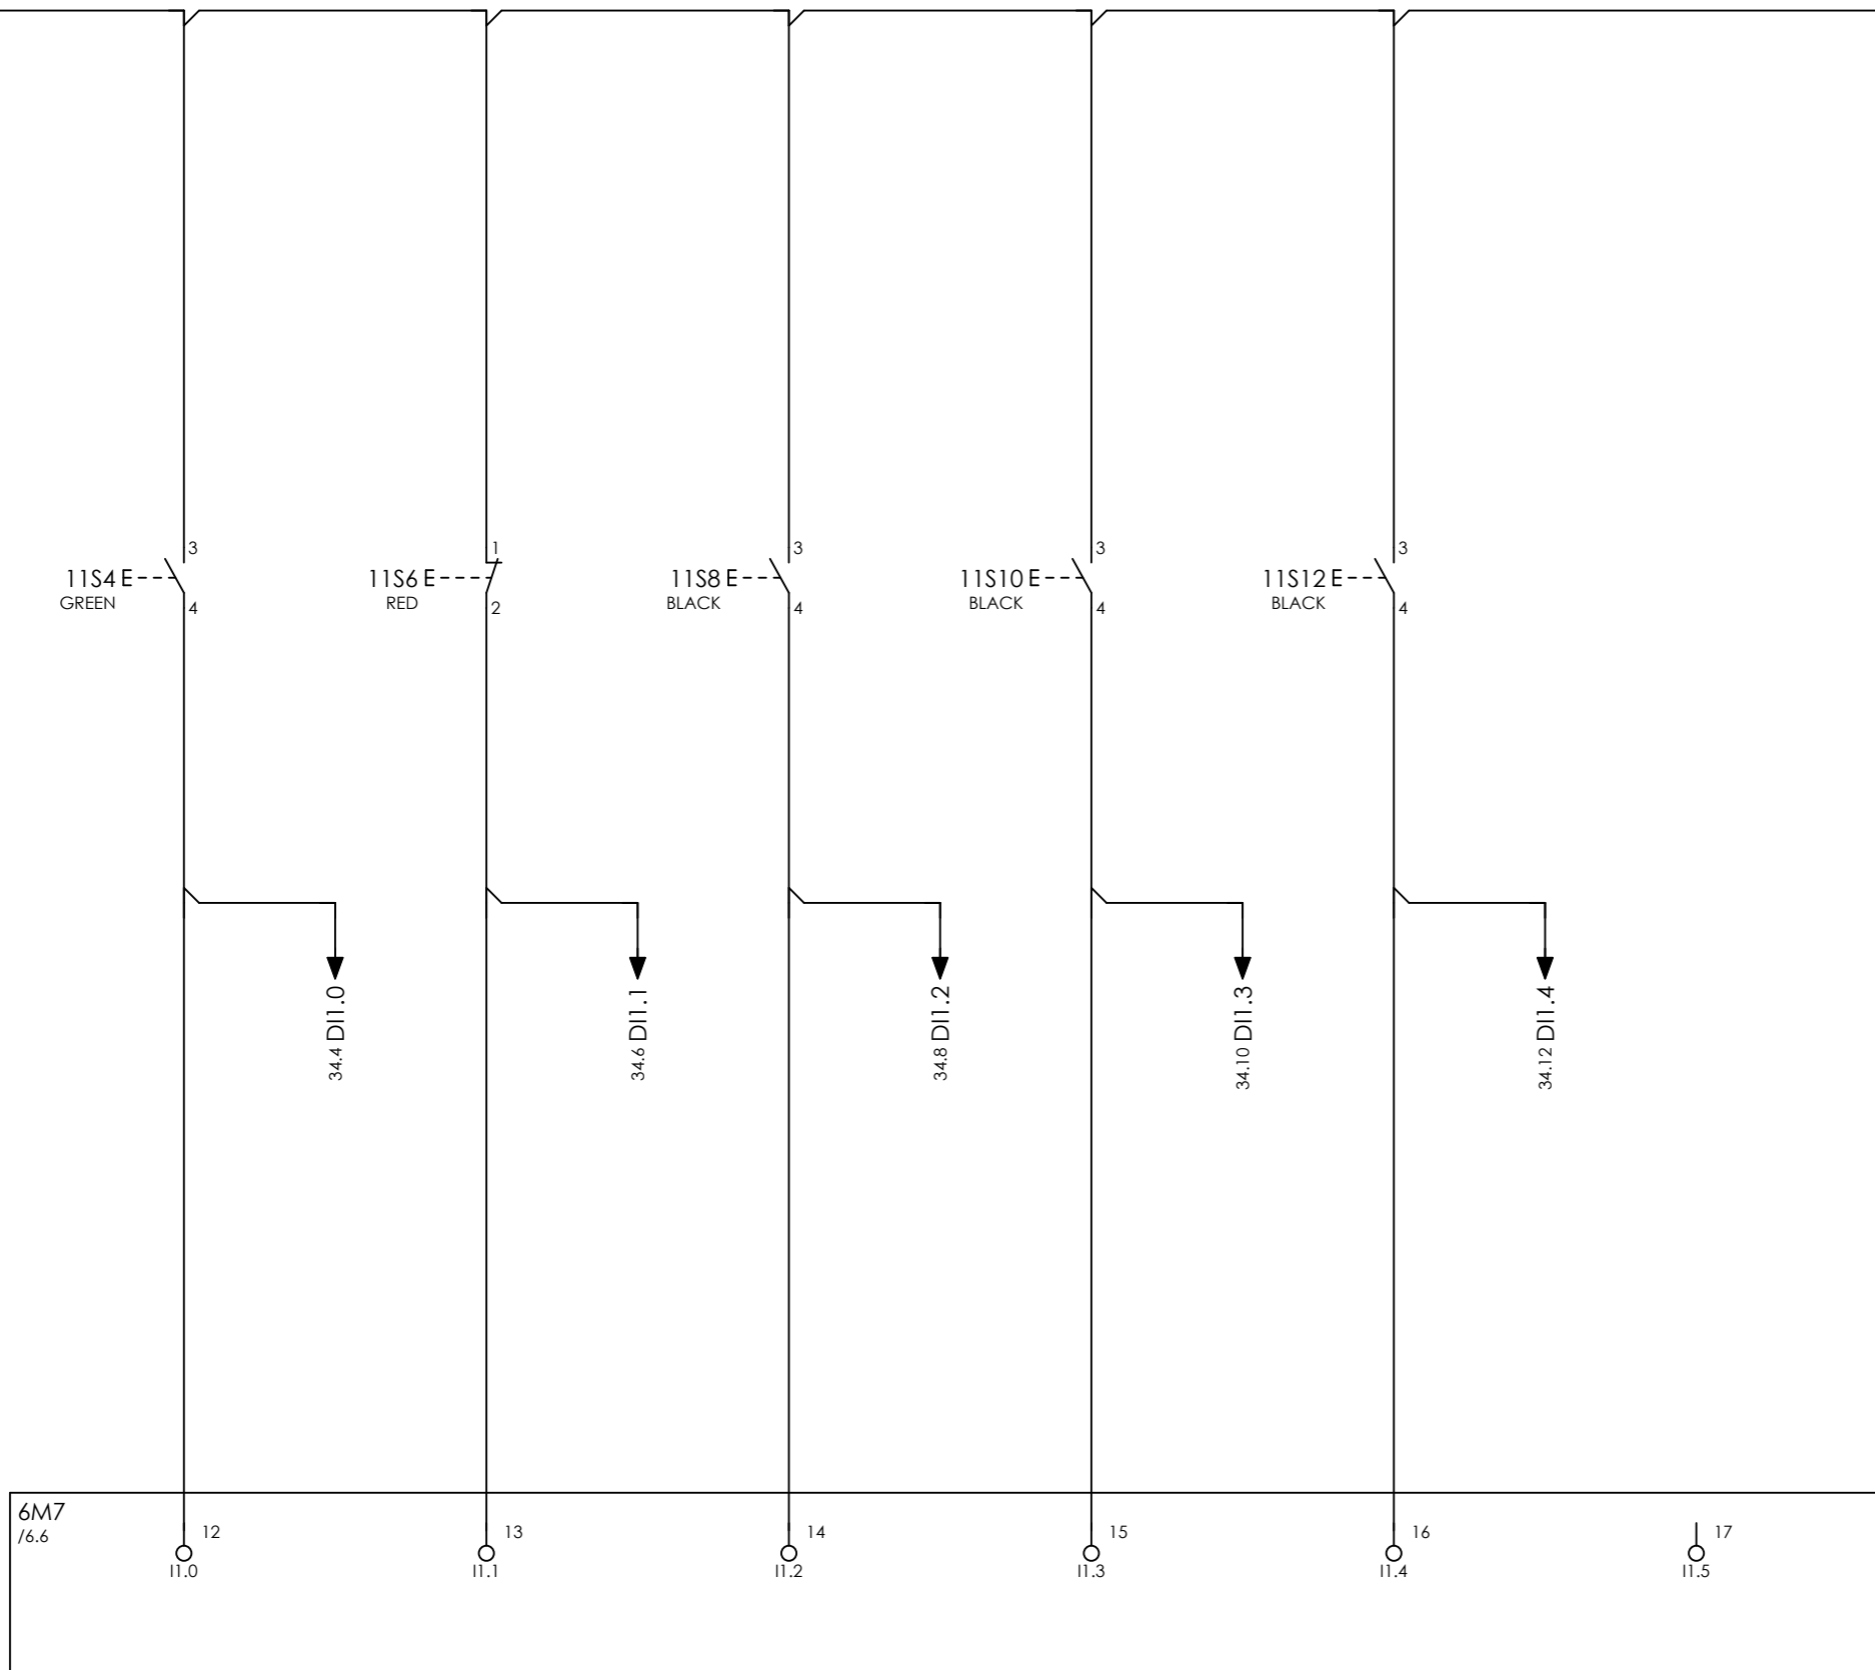 3
11S4 E
GREEN
4
1
11S6 E
RED
2
3
11S8 E
BLACK
4
3
11S10 E
BLACK
4
3
11S12 E
BLACK
4
34.4 DI1.0
34.6 DI1.1
34.8 DI1.2
34.10 DI1.3
34.12 DI1.4
6M7
/6.6
12
I1.0
13
I1.1
14
I1.2
15
I1.3
16
I1.4
17
I1.5